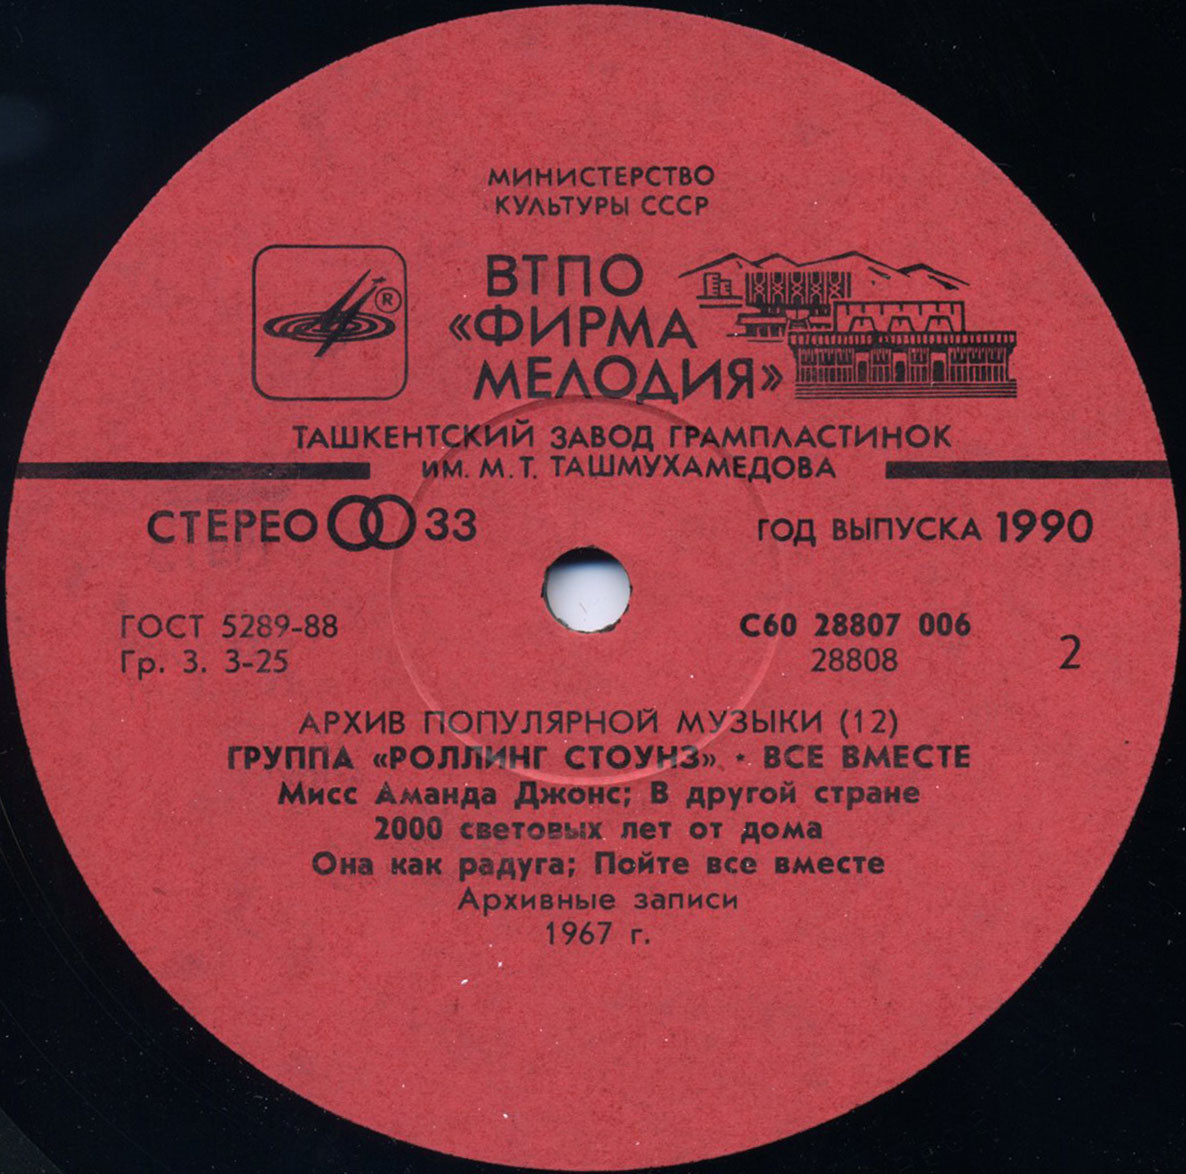 МИНИСТЕРСТВО
КУЛЬТУРЫ СССР
ВТПО
«ФИРМА
МЕЛОДИЯ»
®
ТАШКЕНТСКИЙ ЗАВОД ГРАМПЛАСТИНОК
ИМ. М. Т. ТАШМУХАМЕДОВА
СТЕРЕО 33
ГОД ВЫПУСКА 1990
ГОСТ 5289-88
Гр. 3. 3-25
С60 28807 006
28808
2
АРХИВ ПОПУЛЯРНОЙ МУЗЫКИ (12)
ГРУППА «РОЛЛИНГ СТОУНЗ» • ВСЕ ВМЕСТЕ
Мисс Аманда Джонс; В другой стране
2000 световых лет от дома
Она как радуга; Пойте все вместе
Архивные записи
1967 г.